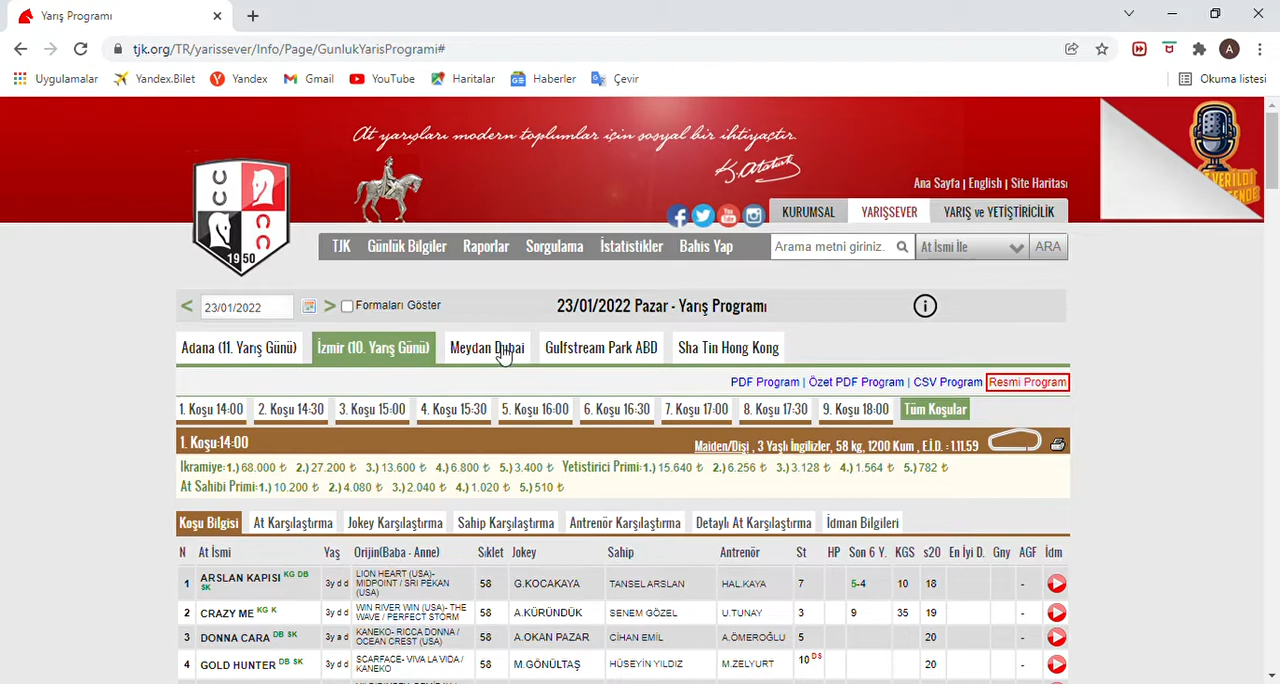 Yarış Programı
tjk.org/TR/yarissever/Info/Page/GunlukYarisProgrami#
A
Uygulamalar Yandex.Bilet Yandex Gmail YouTube Haritalar Haberler Çevir Okuma listesi
At yarışları modern toplumlar için sosyal bir ihtiyaçtır.
K. Atatürk
VERİLDİ
Ana Sayfa | English | Site Haritası
KURUMSAL YARIŞSEVER YARIŞ ve YETİŞTİRİCİLİK
1950
TJK Günlük Bilgiler Raporlar Sorgulama İstatistikler Bahis Yap Arama metni giriniz. At İsmi İle ARA
< 23/01/2022 > Formaları Göster 23/01/2022 Pazar - Yarış Programı
Adana (11. Yarış Günü) İzmir (10. Yarış Günü) Meydan Dubai Gulfstream Park ABD Sha Tin Hong Kong
PDF Program | Özet PDF Program | CSV Program Resmi Program
1. Koşu 14:00 2. Koşu 14:30 3. Koşu 15:00 4. Koşu 15:30 5. Koşu 16:00 6. Koşu 16:30 7. Koşu 17:00 8. Koşu 17:30 9. Koşu 18:00 Tüm Koşular
1. Koşu:14:00 Maiden/Dişi , 3 Yaşlı İngilizler, 58 kg, 1200 Kum , E.İ.D. : 1.11.59
Ikramiye:1.) 68.000 ₺ 2.) 27.200 ₺ 3.) 13.600 ₺ 4.) 6.800 ₺ 5.) 3.400 ₺ Yetistirici Primi:1.) 15.640 ₺ 2.) 6.256 ₺ 3.) 3.128 ₺ 4.) 1.564 ₺ 5.) 782 ₺
At Sahibi Primi:1.) 10.200 ₺ 2.) 4.080 ₺ 3.) 2.040 ₺ 4.) 1.020 ₺ 5.) 510 ₺
Koşu Bilgisi At Karşılaştırma Jokey Karşılaştırma Sahip Karşılaştırma Antrenör Karşılaştırma Detaylı At Karşılaştırma İdman Bilgileri
N At İsmi Yaş Orijin(Baba - Anne) Sıklet Jokey Sahip Antrenör St HP Son 6 Y. KGS s20 En İyi D. Gny AGF İdm
1 ARSLAN KAPISI KG DB SK 3y d d LION HEART (USA)- MIDPOINT / SRI PEKAN (USA) 58 G.KOCAKAYA TANSEL ARSLAN HAL.KAYA 7 5-4 10 18 -
2 CRAZY ME KG K 3y a d WIN RIVER WIN (USA)- THE WAVE / PERFECT STORM 58 A.KÜRÜNDÜK SENEM GÖZEL U.TUNAY 3 9 35 19 -
3 DONNA CARA DB SK 3y a d KANEKO- RICCA DONNA / OCEAN CREST (USA) 58 A.OKAN PAZAR CİHAN EMİL A.ÖMEROĞLU 5 20 -
4 GOLD HUNTER DB SK 3y d d SCARFACE- VIVA LA VIDA / KANEKO 58 M.GÖNÜLTAŞ HÜSEYİN YILDIZ M.ZELYURT 10 DS 20 -